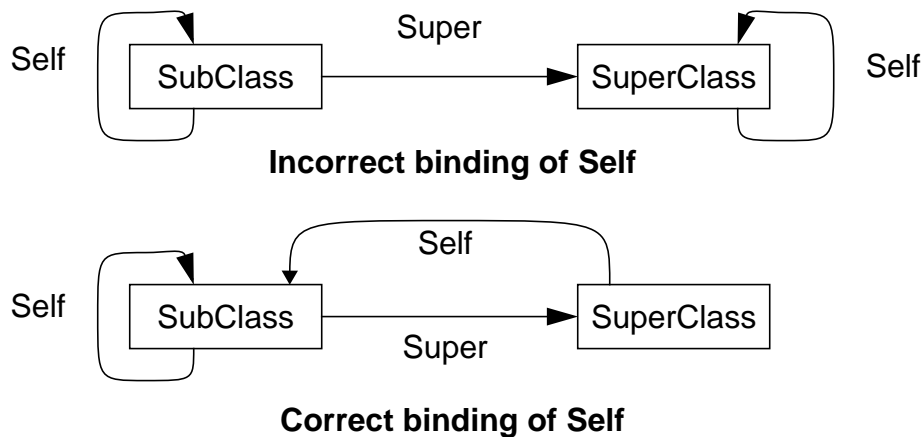 Super
Self
SubClass
SuperClass
Self
Incorrect binding of Self
Self
Self
SubClass
SuperClass
Super
Correct binding of Self